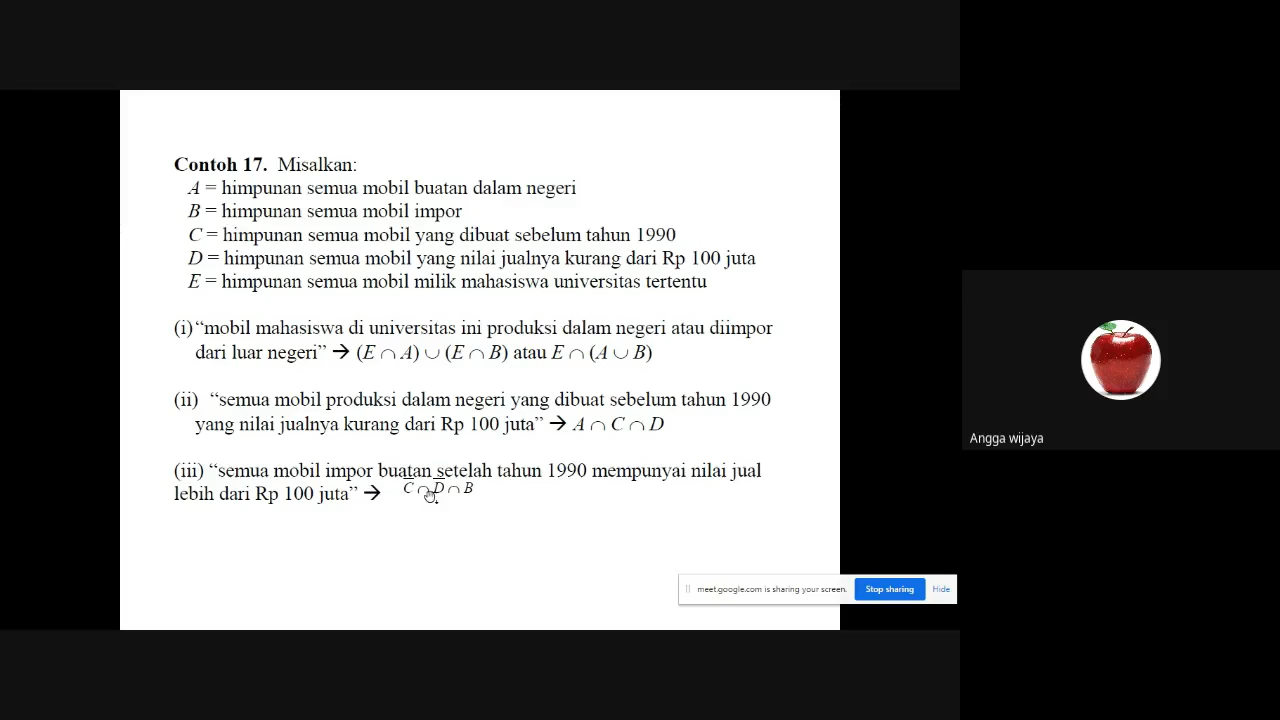 Contoh 17. Misalkan:
A = himpunan semua mobil buatan dalam negeri
B = himpunan semua mobil impor
C = himpunan semua mobil yang dibuat sebelum tahun 1990
D = himpunan semua mobil yang nilai jualnya kurang dari Rp 100 juta
E = himpunan semua mobil milik mahasiswa universitas tertentu
(i) “mobil mahasiswa di universitas ini produksi dalam negeri atau diimpor
dari luar negeri” → (E ∩ A) ∪ (E ∩ B) atau E ∩ (A ∪ B)
(ii) “semua mobil produksi dalam negeri yang dibuat sebelum tahun 1990
yang nilai jualnya kurang dari Rp 100 juta” → A ∩ C ∩ D
(iii) “semua mobil impor buatan setelah tahun 1990 mempunyai nilai jual
lebih dari Rp 100 juta” → C̅ ∩ D̅ ∩ B
Angga wijaya
meet.google.com is sharing your screen. Stop sharing Hide